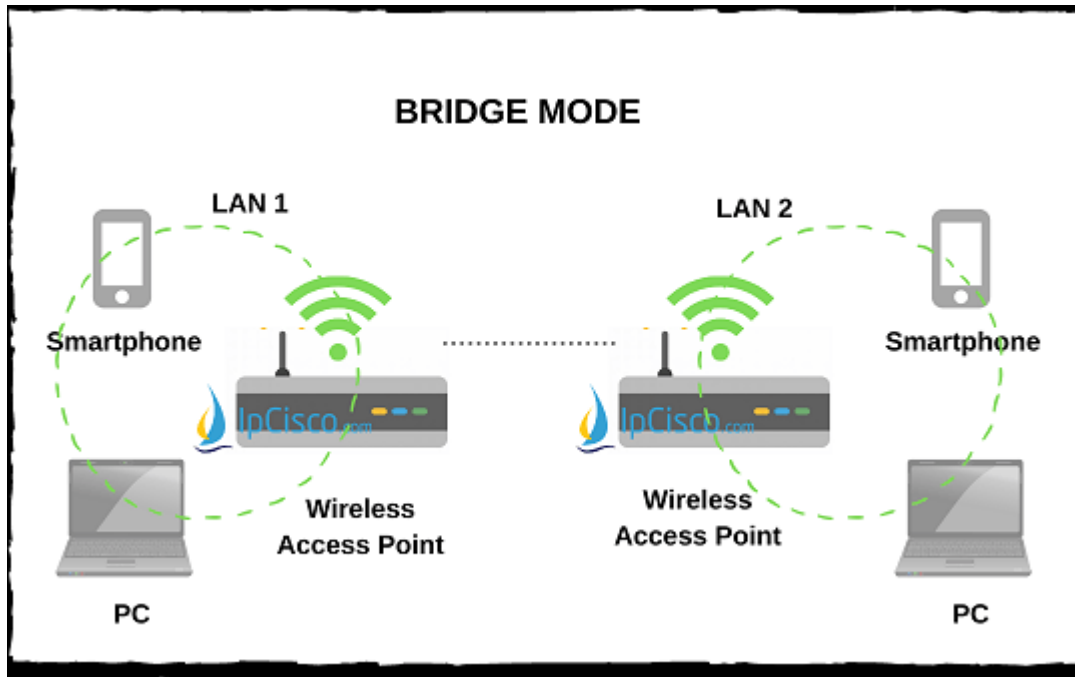 BRIDGE MODE
LAN 1
LAN 2
Smartphone
Smartphone
IpCisco.com
IpCisco.com
Wireless
Access Point
Wireless
Access Point
PC
PC